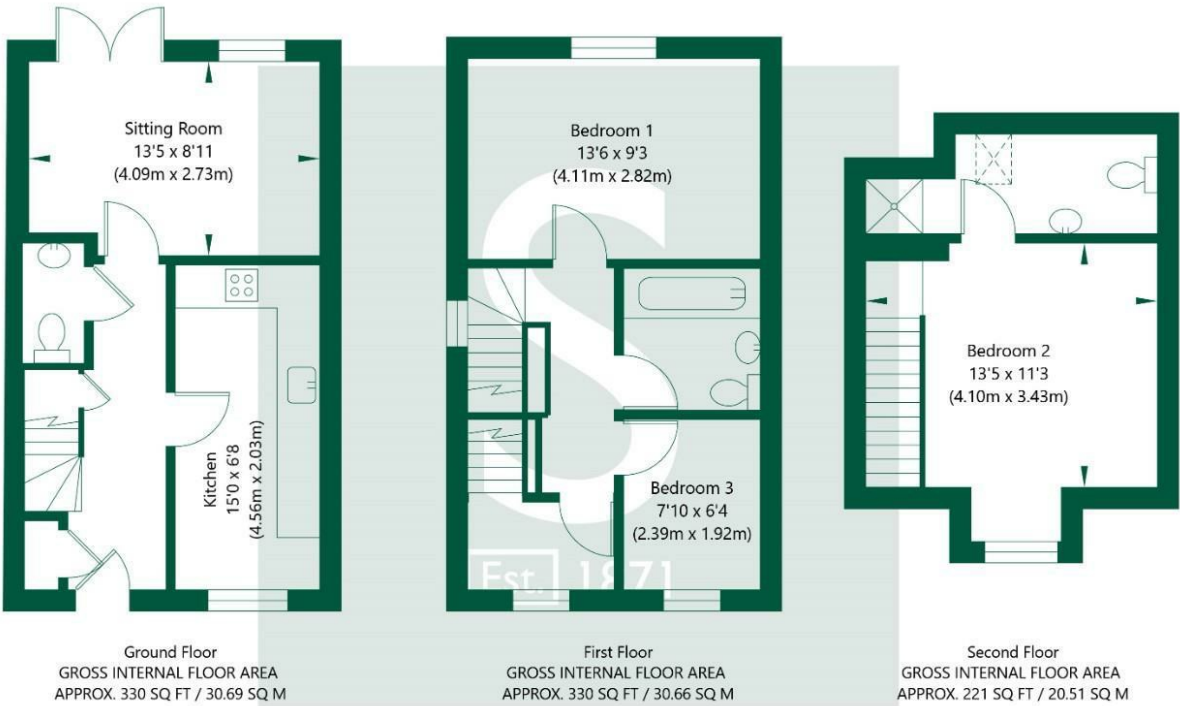 Sitting Room
13'5 x 8'11
(4.09m x 2.73m)
Kitchen
15'0 x 6'8
(4.56m x 2.03m)
Ground Floor
GROSS INTERNAL FLOOR AREA
APPROX. 330 SQ FT / 30.69 SQ M
Bedroom 1
13'6 x 9'3
(4.11m x 2.82m)
Bedroom 3
7'10 x 6'4
(2.39m x 1.92m)
S
Est. 1871
First Floor
GROSS INTERNAL FLOOR AREA
APPROX. 330 SQ FT / 30.66 SQ M
Bedroom 2
13'5 x 11'3
(4.10m x 3.43m)
Second Floor
GROSS INTERNAL FLOOR AREA
APPROX. 221 SQ FT / 20.51 SQ M